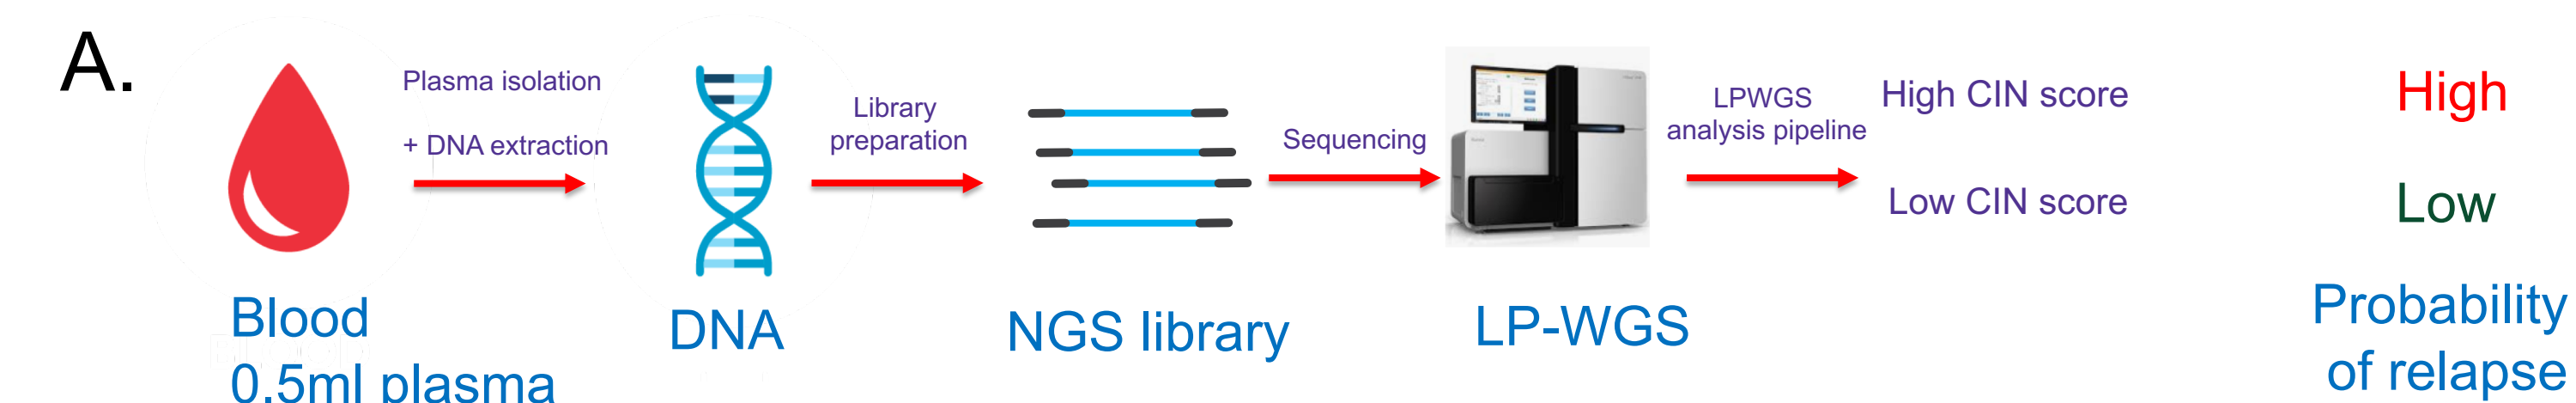 A.
Plasma isolation
+ DNA extraction
Library
preparation
Sequencing
LPWGS
analysis pipeline
High CIN score
Low CIN score
High
Low
Blood
0.5ml plasma
DNA
NGS library
LP-WGS
Probability
of relapse